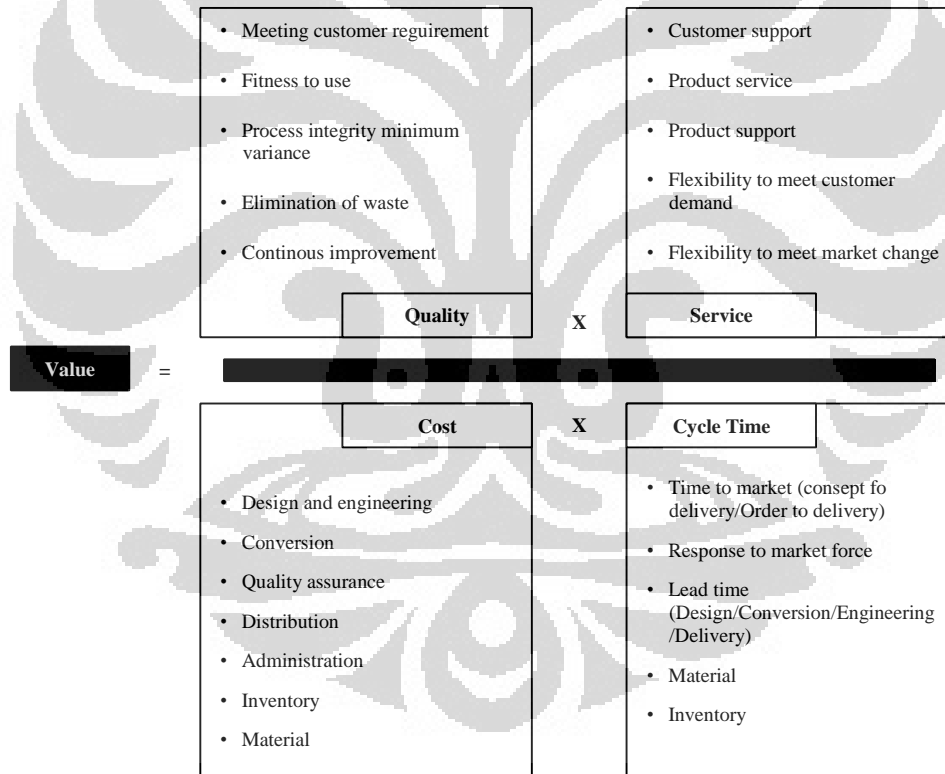 • Meeting customer reguirement
• Fitness to use
• Process integrity minimum
variance
• Elimination of waste
• Continous improvement
Quality
X
• Customer support
• Product service
• Product support
• Flexibility to meet customer
demand
• Flexibility to meet market change
Service
Value
=
Cost
• Design and engineering
• Conversion
• Quality assurance
• Distribution
• Administration
• Inventory
• Material
X
Cycle Time
• Time to market (consept fo
delivery/Order to delivery)
• Response to market force
• Lead time
(Design/Conversion/Engineering
/Delivery)
• Material
• Inventory